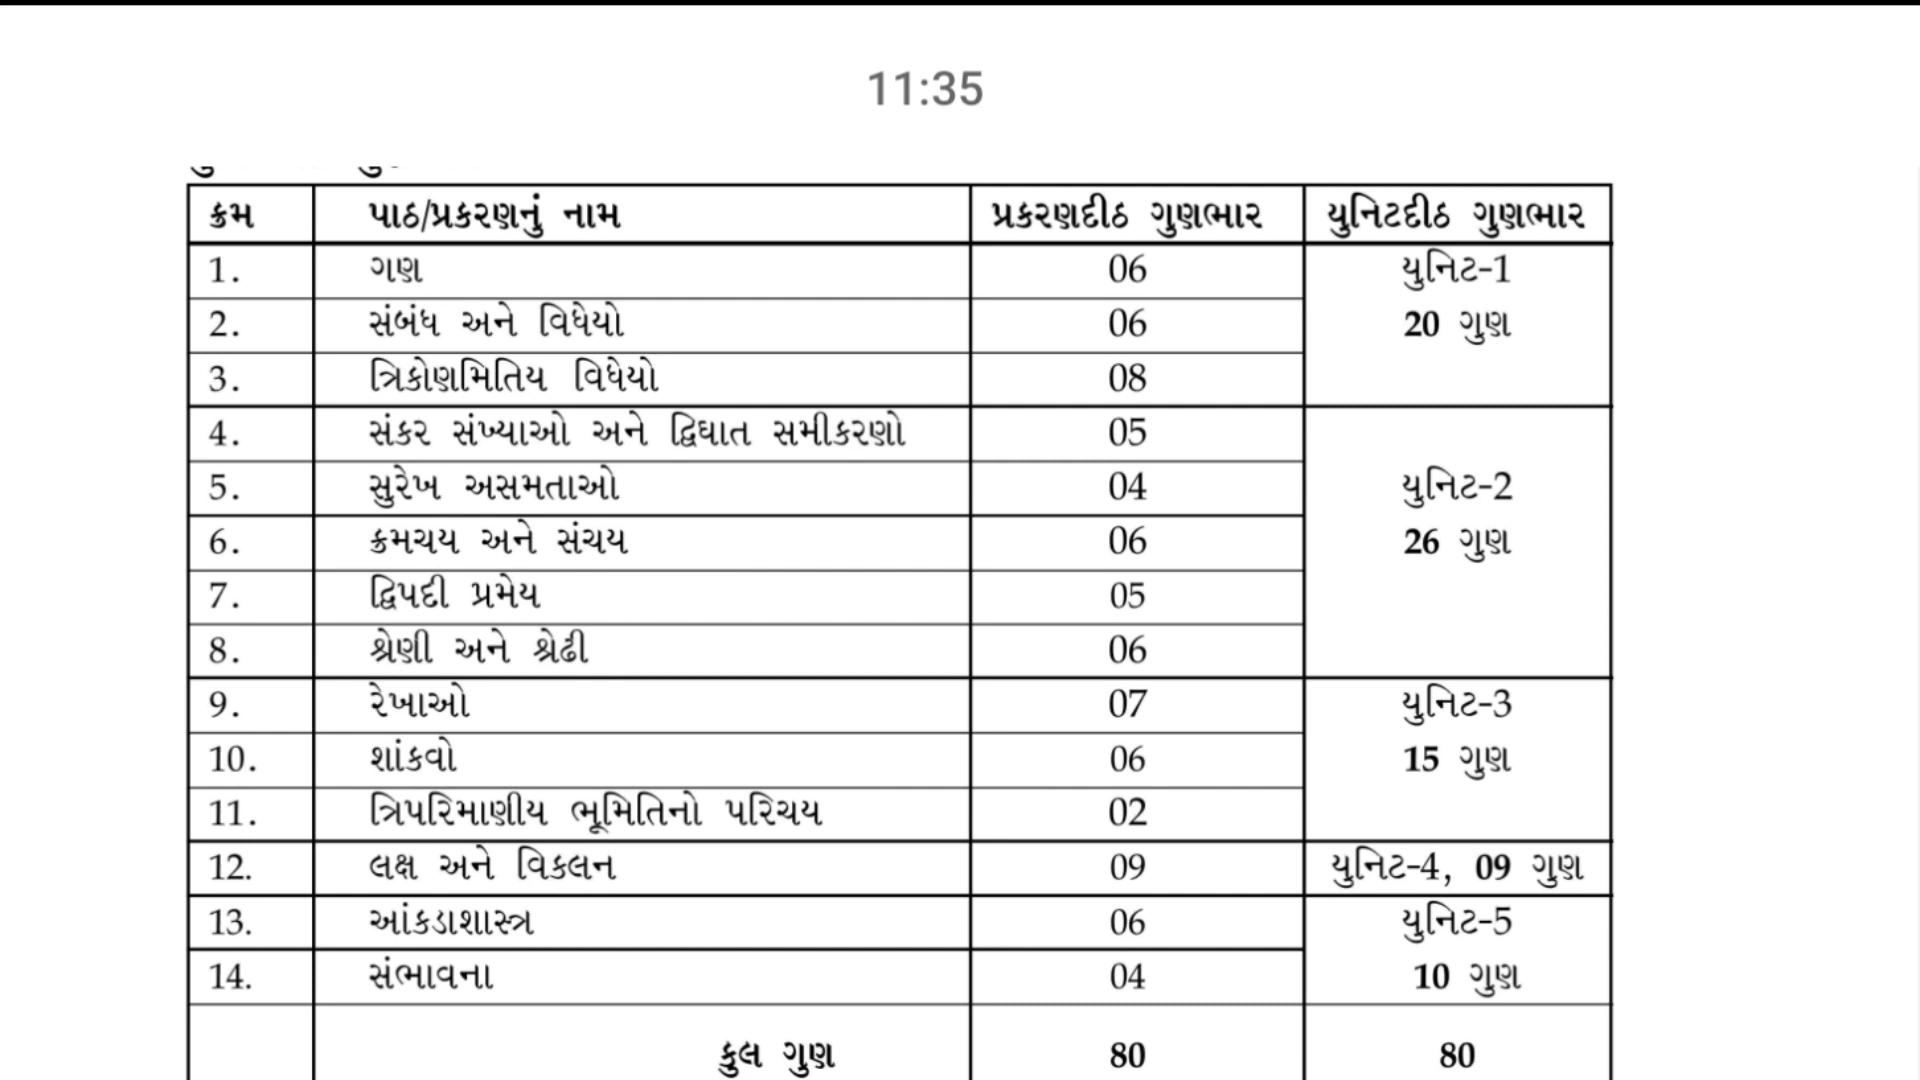 11:35
ક્રમ પાઠ/પ્રકરણનું નામ પ્રકરણદીઠ ગુણભાર યુનિટદીઠ ગુણભાર
1. ગણ 06 યુનિટ-1
2. સંબંધ અને વિધેયો 06 20 ગુણ
3. ત્રિકોણમિતિય વિધેયો 08
4. સંકર સંખ્યાઓ અને દ્વિઘાત સમીકરણો 05
5. સુરેખ અસમતાઓ 04 યુનિટ-2
6. ક્રમચય અને સંચય 06 26 ગુણ
7. દ્વિપદી પ્રમેય 05
8. શ્રેણી અને શ્રેઢી 06
9. રેખાઓ 07 યુનિટ-3
10. શાંકવો 06 15 ગુણ
11. ત્રિપરિમાણીય ભૂમિતિનો પરિચય 02
12. લક્ષ અને વિકલન 09 યુનિટ-4, 09 ગુણ
13. આંકડાશાસ્ત્ર 06 યુનિટ-5
14. સંભાવના 04 10 ગુણ
કુલ ગુણ 80 80